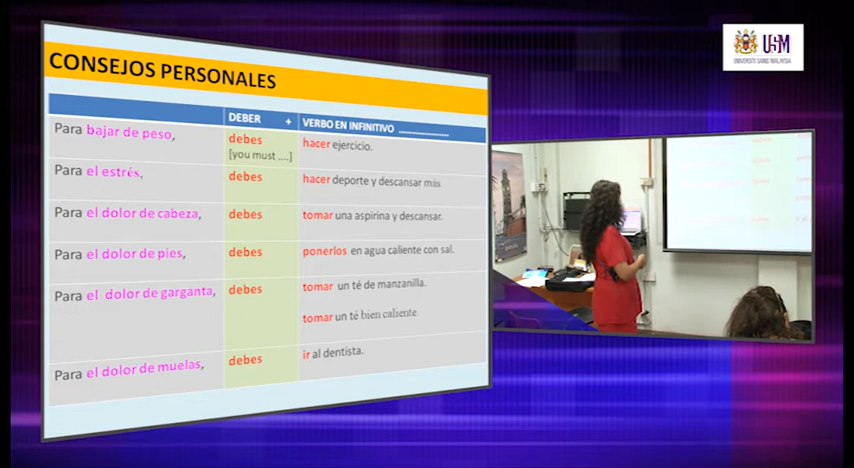 CONSEJOS PERSONALES
DEBER + VERBO EN INFINITIVO
Para bajar de peso, debes hacer ejercicio.
[you must ....]
Para el estrés, debes hacer deporte y descansar más
Para el dolor de cabeza, debes tomar una aspirina y descansar.
Para el dolor de pies, debes ponerlos en agua caliente con sal.
Para el dolor de garganta, debes tomar un té de manzanilla.
tomar un té bien caliente.
Para el dolor de muelas, debes ir al dentista.
USM
UNIVERSITI SAINS MALAYSIA